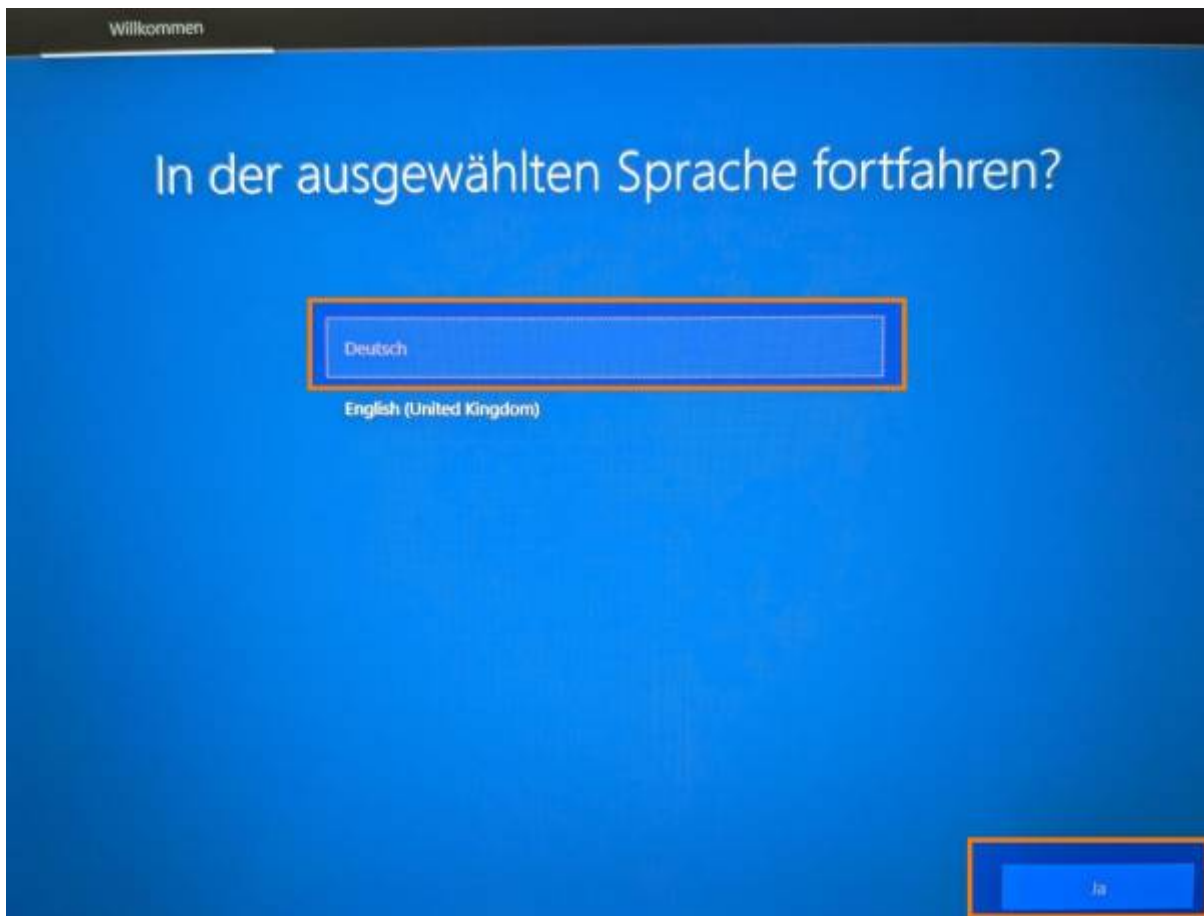 Willkommen
In der ausgewählten Sprache fortfahren?
Deutsch
English (United Kingdom)
Ja